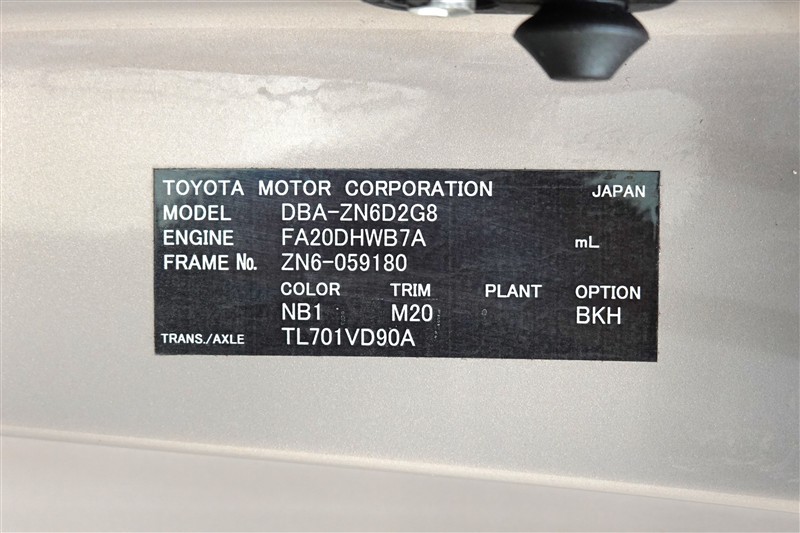 TOYOTA MOTOR CORPORATION JAPAN
MODEL DBA-ZN6D2G8
ENGINE FA20DHWB7A mL
FRAME No. ZN6-059180
COLOR TRIM PLANT OPTION
NB1 M20 BKH
TRANS./AXLE TL701VD90A